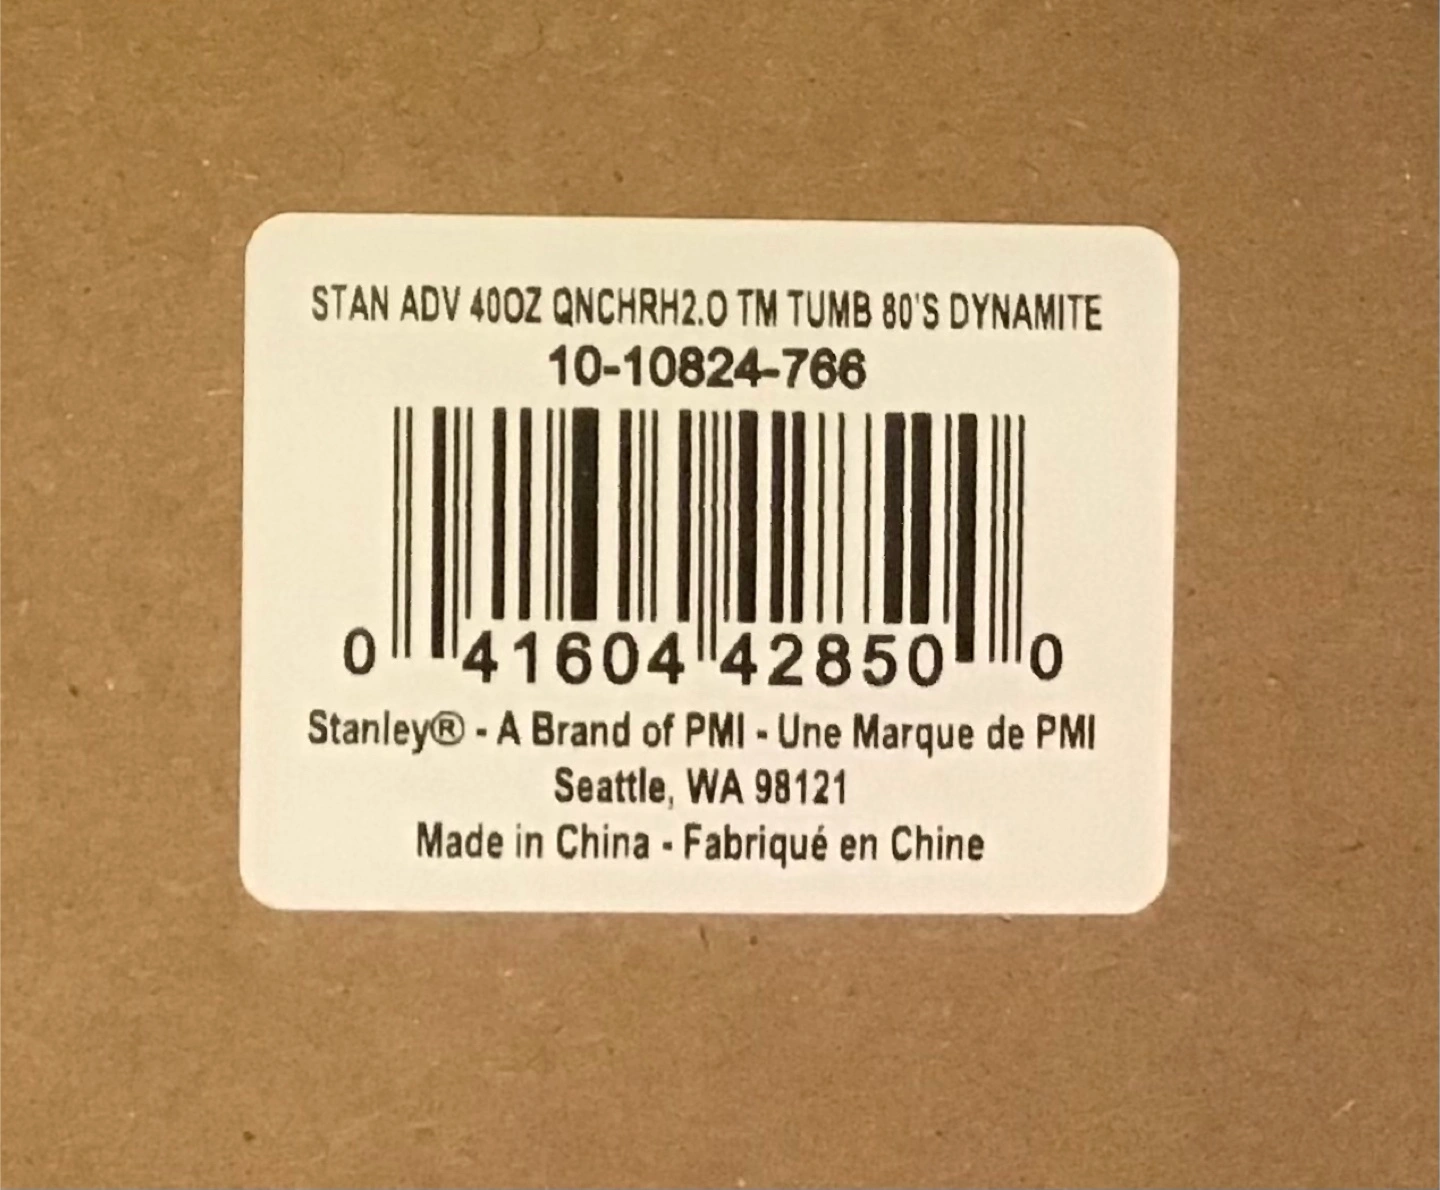 STAN ADV 40OZ QNCHRH2.O TM TUMB 80'S DYNAMITE
10-10824-766
0 41604 42850 0
Stanley® - A Brand of PMI - Une Marque de PMI
Seattle, WA 98121
Made in China - Fabriqué en Chine